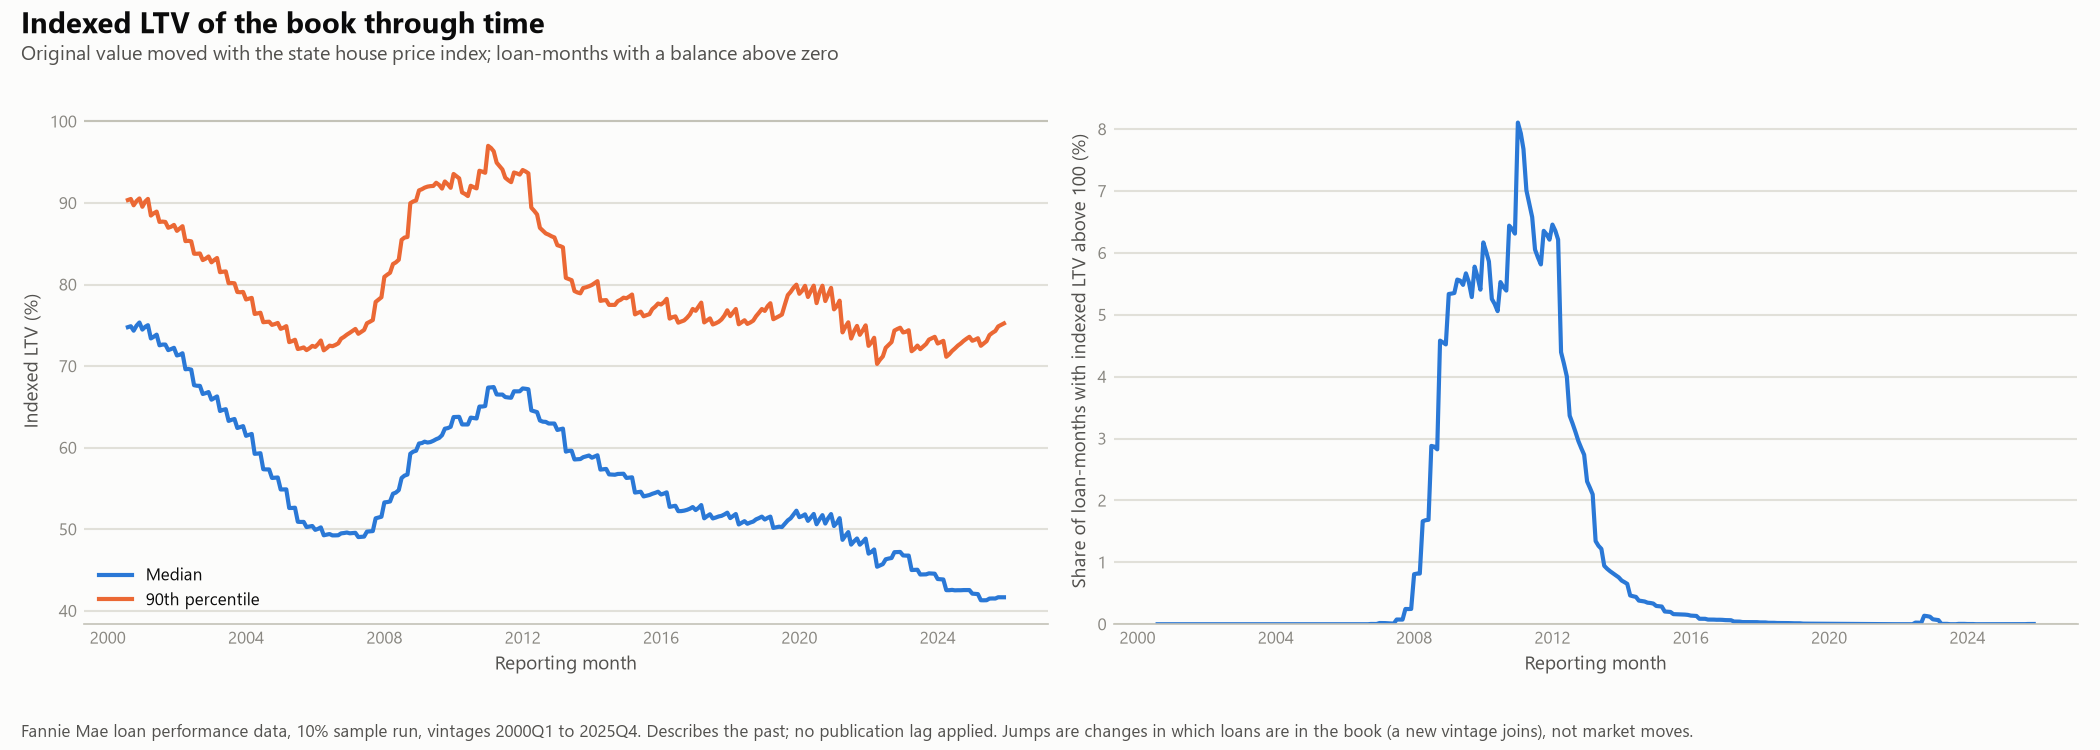 Indexed LTV of the book through time
Original value moved with the state house price index; loan-months with a balance above zero
Indexed LTV (%)
100
90
80
70
60
50
40
Median
90th percentile
2000 2004 2008 2012 2016 2020 2024
Reporting month
Share of loan-months with indexed LTV above 100 (%)
8
7
6
5
4
3
2
1
0
2000 2004 2008 2012 2016 2020 2024
Reporting month
Fannie Mae loan performance data, 10% sample run, vintages 2000Q1 to 2025Q4. Describes the past; no publication lag applied. Jumps are changes in which loans are in the book (a new vintage joins), not market moves.